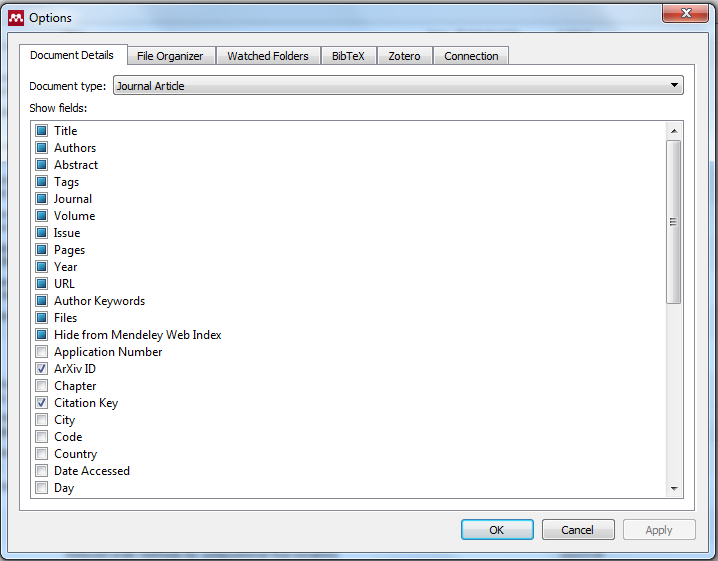 Options
Document Details File Organizer Watched Folders BibTeX Zotero Connection
Document type: Journal Article
Show fields:
Title
Authors
Abstract
Tags
Journal
Volume
Issue
Pages
Year
URL
Author Keywords
Files
Hide from Mendeley Web Index
Application Number
ArXiv ID
Chapter
Citation Key
City
Code
Country
Date Accessed
Day
OK Cancel Apply